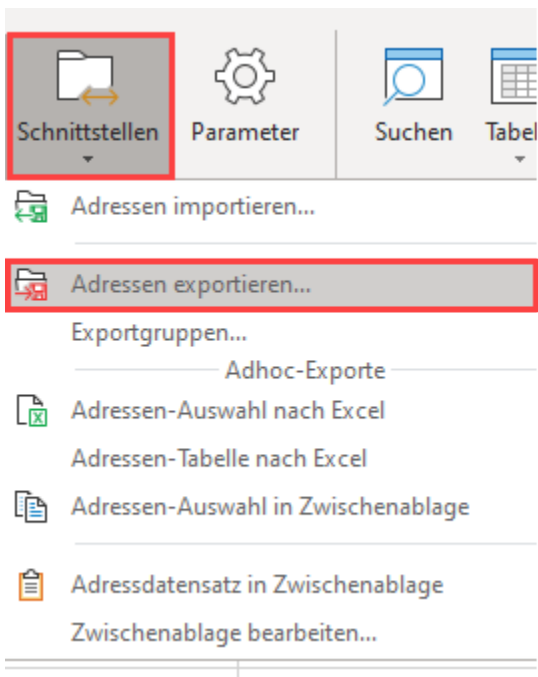 Schnittstellen Parameter Suchen Tabel
Adressen importieren...
Adressen exportieren...
Exportgruppen...
Adhoc-Exporte
Adressen-Auswahl nach Excel
Adressen-Tabelle nach Excel
Adressen-Auswahl in Zwischenablage
Adressdatensatz in Zwischenablage
Zwischenablage bearbeiten...